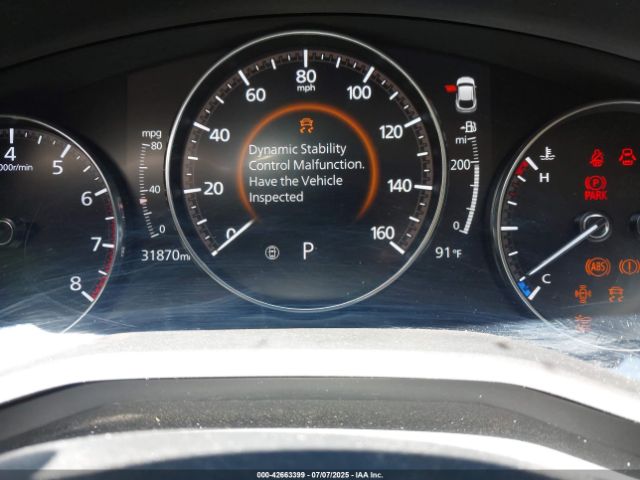 80
mph
60
100
40
120
20
140
0
160
Dynamic Stability
Control Malfunction.
Have the Vehicle
Inspected
P
mpg
80
40
0
31870mi
mi
200
0
91°F
4
5
6
7
8
000r/min
H
C
PARK
ABS
000-42663399 - 07/07/2025 - IAA Inc.